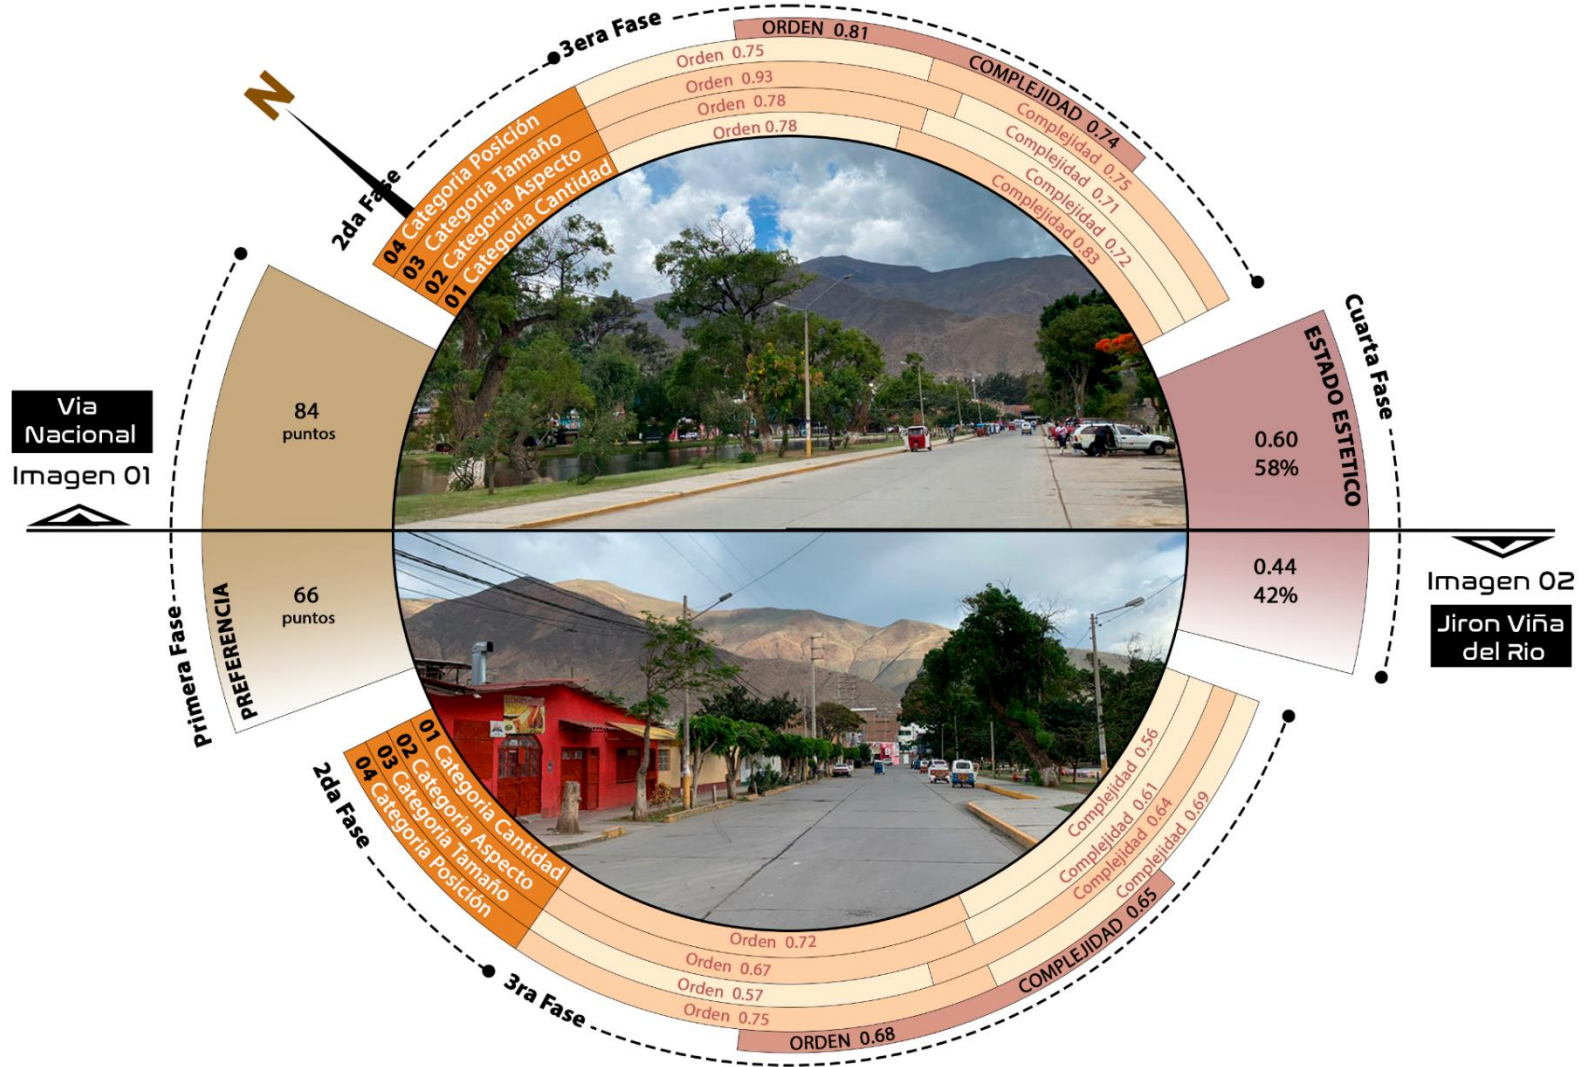 3era Fase
ORDEN 0.81
COMPLEJIDAD 0.74
N
2da Fase
04 Categoria Posición
Orden 0.75
Complejidad 0.75
03 Categoria Tamaño
Orden 0.93
Complejidad 0.71
02 Categoria Aspecto
Orden 0.78
Complejidad 0.72
01 Categoria Cantidad
Orden 0.78
Complejidad 0.83
Via
Nacional
Imagen 01
Primera Fase
PREFERENCIA
84
puntos
66
puntos
Cuarta Fase
ESTADO ESTETICO
0.60
58%
0.44
42%
Imagen 02
Jiron Viña
del Rio
2da Fase
01 Categoria Cantidad
Orden 0.72
Complejidad 0.56
02 Categoria Aspecto
Orden 0.67
Complejidad 0.61
03 Categoria Tamaño
Orden 0.57
Complejidad 0.64
04 Categoria Posición
Orden 0.75
Complejidad 0.69
3ra Fase
ORDEN 0.68
COMPLEJIDAD 0.65